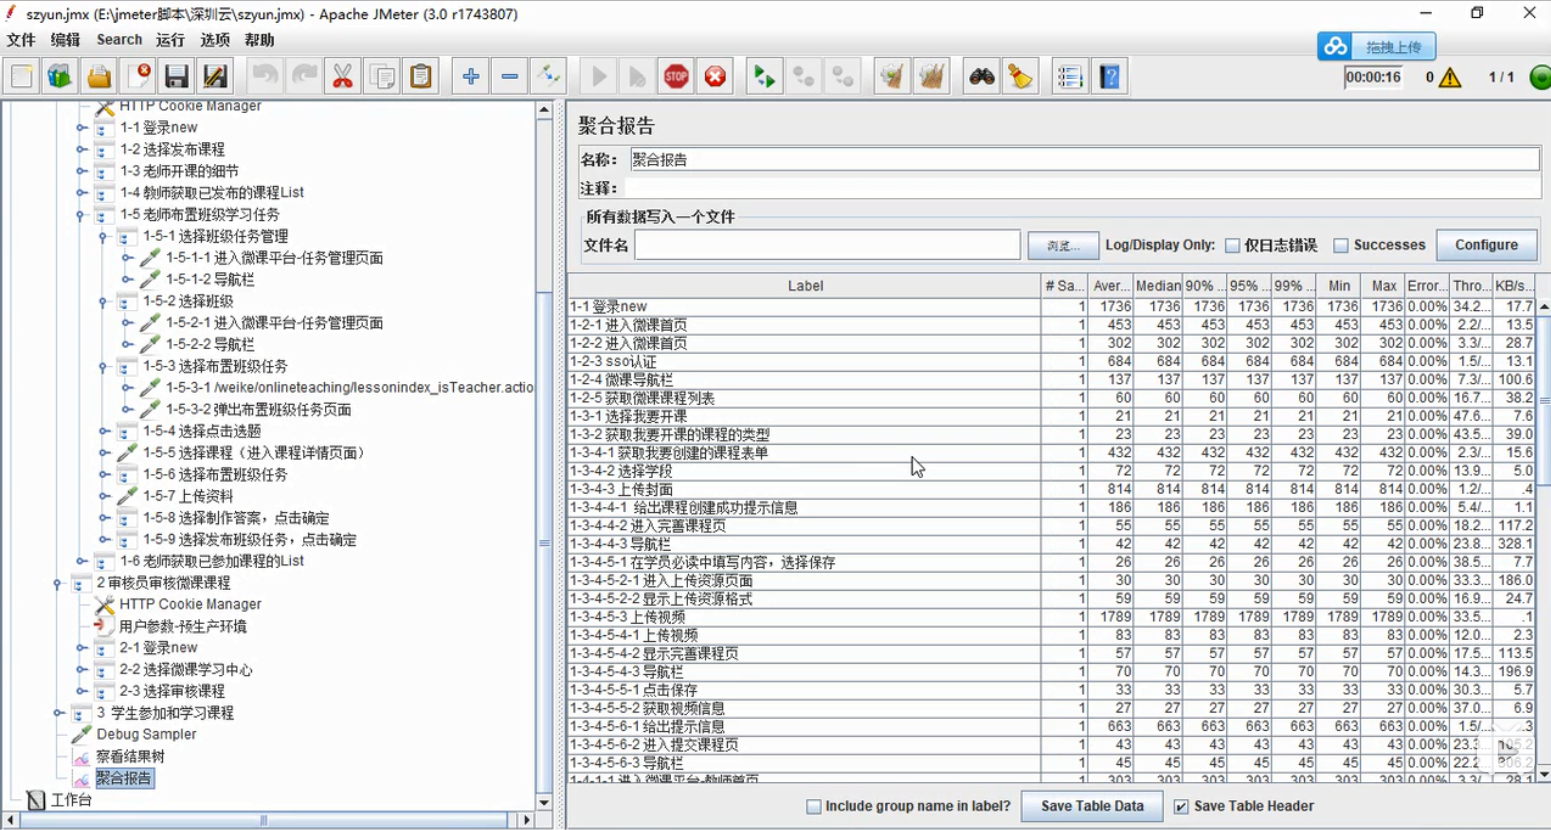 szyun.jmx (E:\jmeter脚本\深圳云\szyun.jmx) - Apache JMeter (3.0 r1743807)
文件 编辑 Search 运行 选项 帮助
拖拽上传
STOP
00:00:16 0 1 / 1
HTTP Cookie Manager
1-1 登录new
1-2 选择发布课程
1-3 老师开课的细节
1-4 教师获取已发布的课程List
1-5 老师布置班级学习任务
1-5-1 选择班级任务管理
1-5-1-1 进入微课平台-任务管理页面
1-5-1-2 导航栏
1-5-2 选择班级
1-5-2-1 进入微课平台-任务管理页面
1-5-2-2 导航栏
1-5-3 选择布置班级任务
1-5-3-1 /weike/onlineteaching/lessonindex_isTeacher.actio
1-5-3-2 弹出布置班级任务页面
1-5-4 选择点击选题
1-5-5 选择课程（进入课程详情页面）
1-5-6 选择布置班级任务
1-5-7 上传资料
1-5-8 选择制作答案，点击确定
1-5-9 选择发布班级任务，点击确定
1-6 老师获取已参加课程的List
2 审核员审核微课课程
HTTP Cookie Manager
用户参数-预生产环境
2-1 登录new
2-2 选择微课学习中心
2-3 选择审核课程
3 学生参加和学习课程
Debug Sampler
察看结果树
聚合报告
工作台
聚合报告
名称： 聚合报告
注释：
所有数据写入一个文件
文件名 浏览... Log/Display Only: 仅日志错误 Successes Configure
Label # Sa... Aver... Median 90% ... 95% ... 99% ... Min Max Error... Thro... KB/s...
1-1 登录new 1 1736 1736 1736 1736 1736 1736 1736 0.00% 34.2... 17.7
1-2-1 进入微课首页 1 453 453 453 453 453 453 453 0.00% 2.2/... 13.5
1-2-2 进入微课首页 1 302 302 302 302 302 302 302 0.00% 3.3/... 28.7
1-2-3 sso认证 1 684 684 684 684 684 684 684 0.00% 1.5/... 13.1
1-2-4 微课导航栏 1 137 137 137 137 137 137 137 0.00% 7.3/... 100.6
1-2-5 获取微课课程列表 1 60 60 60 60 60 60 60 0.00% 16.7... 38.2
1-3-1 选择我要开课 1 21 21 21 21 21 21 21 0.00% 47.6... 7.6
1-3-2 获取我要开课的课程的类型 1 23 23 23 23 23 23 23 0.00% 43.5... 39.0
1-3-4-1 获取我要创建的课程表单 1 432 432 432 432 432 432 432 0.00% 2.3/... 15.6
1-3-4-2 选择学段 1 72 72 72 72 72 72 72 0.00% 13.9... 5.0
1-3-4-3 上传封面 1 814 814 814 814 814 814 814 0.00% 1.2/... .4
1-3-4-4-1 给出课程创建成功提示信息 1 186 186 186 186 186 186 186 0.00% 5.4/... 1.1
1-3-4-4-2 进入完善课程页 1 55 55 55 55 55 55 55 0.00% 18.2... 117.2
1-3-4-4-3 导航栏 1 42 42 42 42 42 42 42 0.00% 23.8... 328.1
1-3-4-5-1 在学员必读中填写内容，选择保存 1 26 26 26 26 26 26 26 0.00% 38.5... 7.7
1-3-4-5-2-1 进入上传资源页面 1 30 30 30 30 30 30 30 0.00% 33.3... 186.0
1-3-4-5-2-2 显示上传资源格式 1 59 59 59 59 59 59 59 0.00% 16.9... 24.7
1-3-4-5-3 上传视频 1 1789 1789 1789 1789 1789 1789 1789 0.00% 33.5... .1
1-3-4-5-4-1 上传视频 1 83 83 83 83 83 83 83 0.00% 12.0... 2.3
1-3-4-5-4-2 显示完善课程页 1 57 57 57 57 57 57 57 0.00% 17.5... 113.5
1-3-4-5-4-3 导航栏 1 70 70 70 70 70 70 70 0.00% 14.3... 196.9
1-3-4-5-5-1 点击保存 1 33 33 33 33 33 33 33 0.00% 30.3... 5.7
1-3-4-5-5-2 获取视频信息 1 27 27 27 27 27 27 27 0.00% 37.0... 6.9
1-3-4-5-6-1 给出提示信息 1 663 663 663 663 663 663 663 0.00% 1.5/... .3
1-3-4-5-6-2 进入提交课程页 1 43 43 43 43 43 43 43 0.00% 23.3... 105.2
1-3-4-5-6-3 导航栏 1 45 45 45 45 45 45 45 0.00% 22.2... 306.2
1-4-1-1 进入微课平台-教师首页 1 303 303 303 303 303 303 303 0.00% 3.3/... 28.1
Include group name in label? Save Table Data Save Table Header